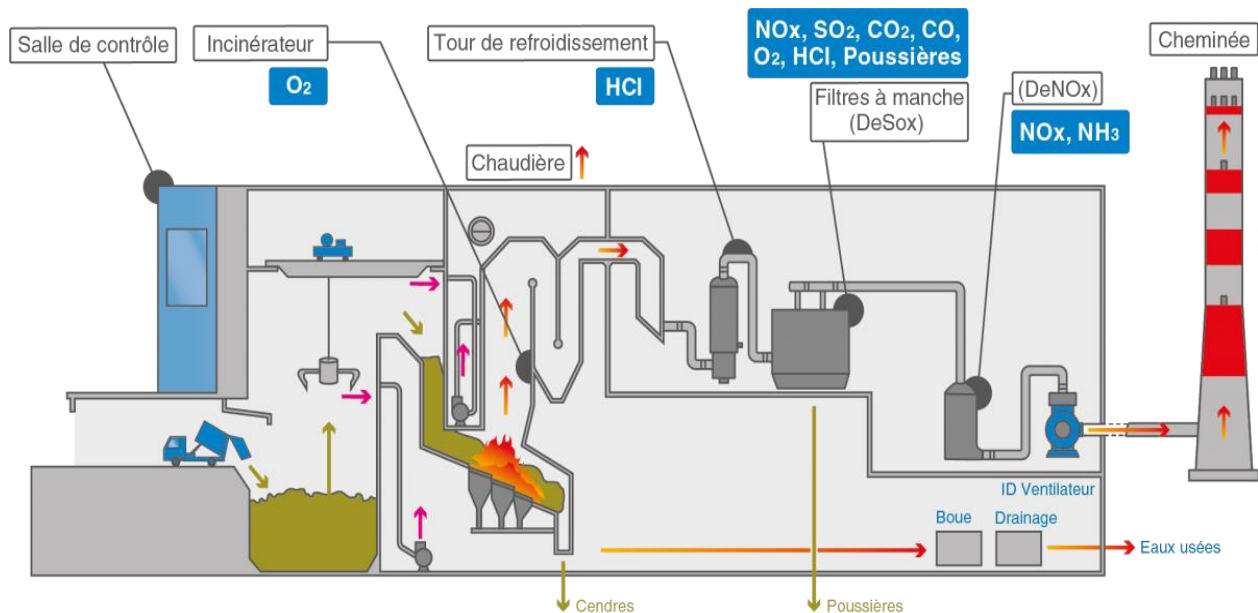 Salle de contrôle
Incinérateur
O₂
Tour de refroidissement
HCl
NOx, SO₂, CO₂, CO,
O₂, HCl, Poussières
Filtres à manche
(DeSox)
(DeNOx)
NOx, NH₃
Cheminée
Chaudière
ID Ventilateur
Boue
Drainage
Eaux usées
Cendres
Poussières